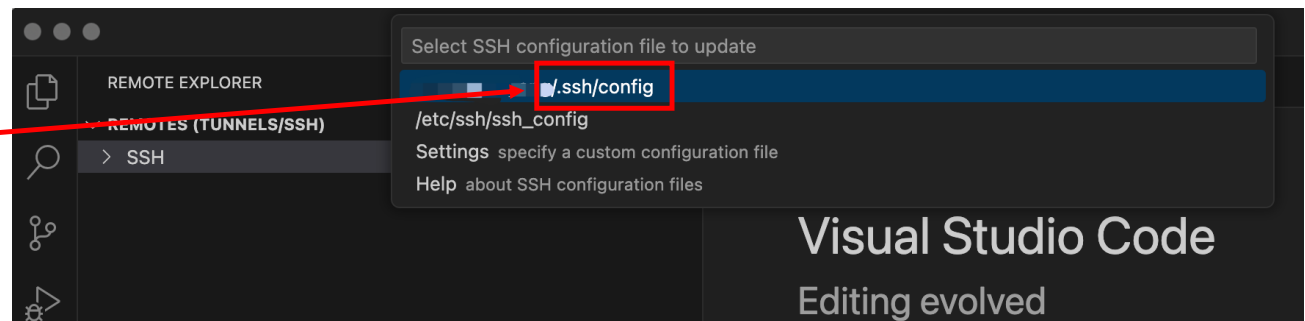 Select SSH configuration file to update
REMOTE EXPLORER
/.ssh/config
/etc/ssh/ssh_config
REMOTES (TUNNELS/SSH)
Settings specify a custom configuration file
SSH
Help about SSH configuration files
Visual Studio Code
Editing evolved